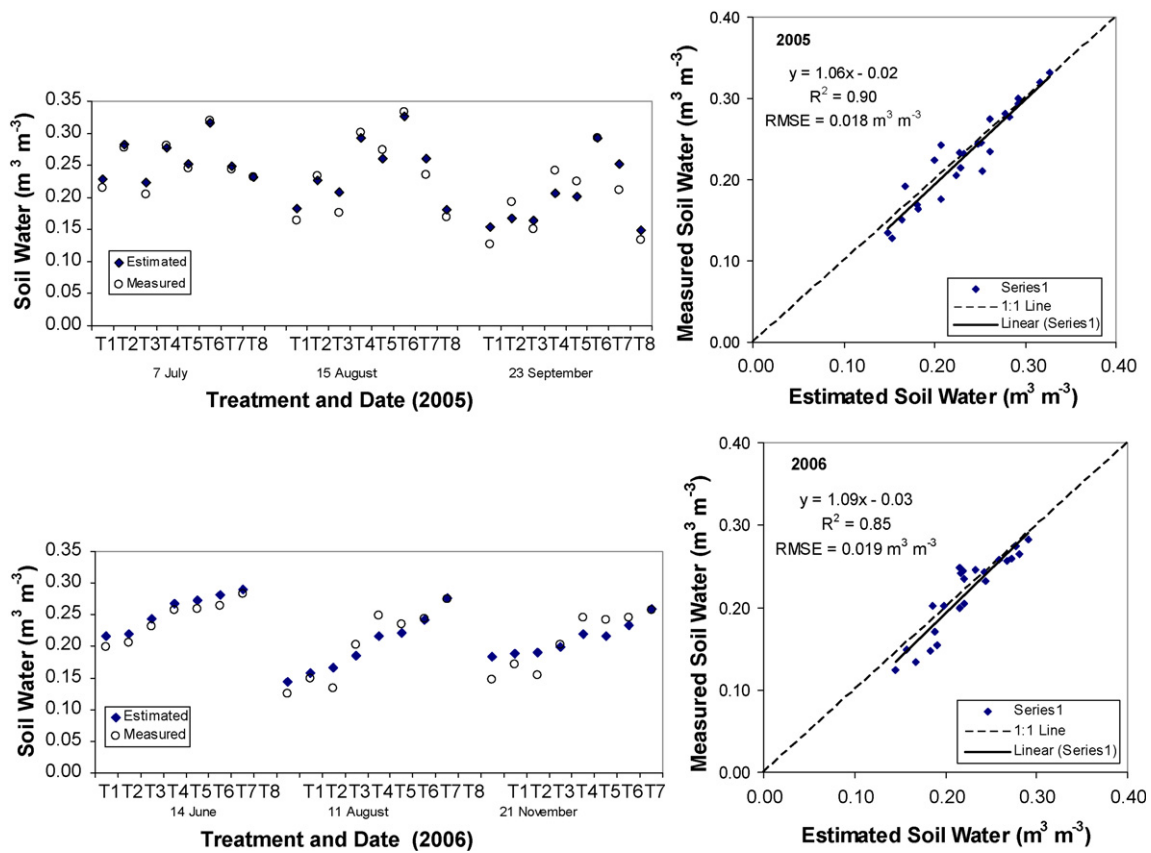 0.35
0.30
0.25
0.20
0.15
0.10
0.05
0.00
Soil Water (m³ m-³)
Estimated
Measured
T1T2 T3T4 T5T6 T7T8 T1T2T3T4T5T6T7T8 T1T2T3T4T5T6T7T8
7 July 15 August 23 September
Treatment and Date (2005)
0.40
0.30
0.20
0.10
0.00
Measured Soil Water (m³ m-³)
2005
y = 1.06x - 0.02
R² = 0.90
RMSE = 0.018 m³ m⁻³
Series1
1:1 Line
Linear (Series1)
0.00 0.10 0.20 0.30 0.40
Estimated Soil Water (m³ m-³)
0.35
0.30
0.25
0.20
0.15
0.10
0.05
0.00
Soil Water (m³ m-³)
Estimated
Measured
T1T2T3T4T5T6T7T8 T1T2T3T4T5T6T7T8 T1T2T3T4T5T6T7
14 June 11 August 21 November
Treatment and Date (2006)
0.40
0.30
0.20
0.10
0.00
Measured Soil Water (m³ m-³)
2006
y = 1.09x - 0.03
R² = 0.85
RMSE = 0.019 m³ m⁻³
Series1
1:1 Line
Linear (Series1)
0.00 0.10 0.20 0.30 0.40
Estimated Soil Water (m³ m-³)